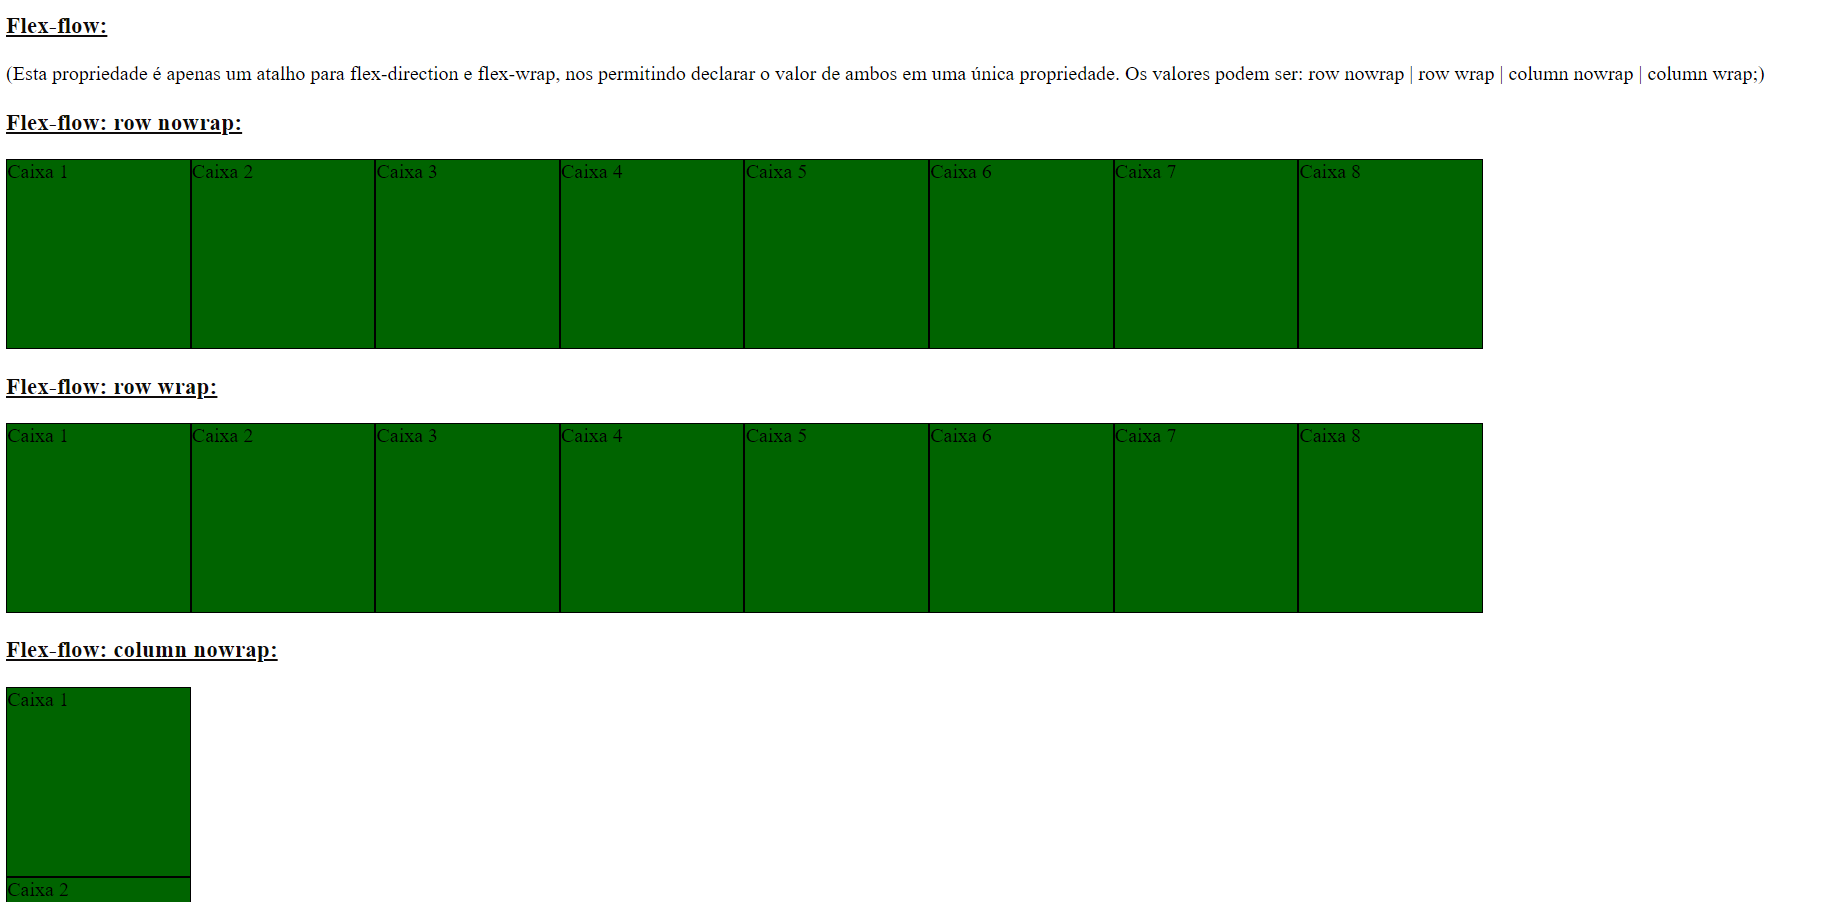 Flex-flow:
(Esta propriedade é apenas um atalho para flex-direction e flex-wrap, nos permitindo declarar o valor de ambos em uma única propriedade. Os valores podem ser: row nowrap | row wrap | column nowrap | column wrap;)
Flex-flow: row nowrap:
Caixa 1 Caixa 2 Caixa 3 Caixa 4 Caixa 5 Caixa 6 Caixa 7 Caixa 8
Flex-flow: row wrap:
Caixa 1 Caixa 2 Caixa 3 Caixa 4 Caixa 5 Caixa 6 Caixa 7 Caixa 8
Flex-flow: column nowrap:
Caixa 1
Caixa 2